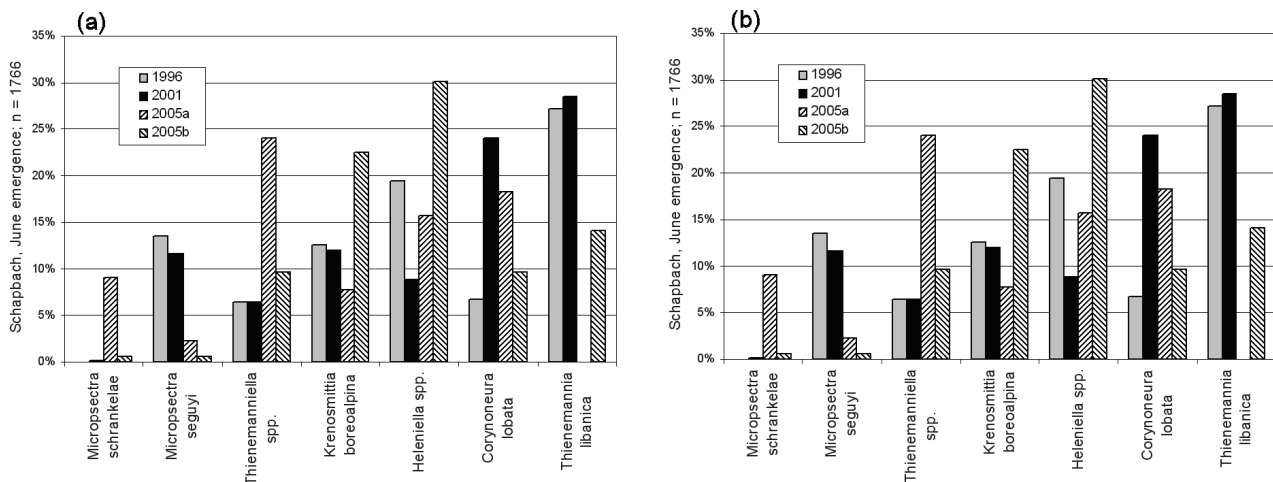 (a)
Schapbach, June emergence; n = 1766
35%
30%
25%
20%
15%
10%
5%
0%
1996
2001
2005a
2005b
Micropsectra
schrankelae
Micropsectra
seguyi
Thienemanniella
spp.
Krenosmittia
boreoalpina
Heleniella spp.
Corynoneura
lobata
Thienemannia
libanica
(b)
Schapbach, June emergence; n = 1766
35%
30%
25%
20%
15%
10%
5%
0%
1996
2001
2005a
2005b
Micropsectra
schrankelae
Micropsectra
seguyi
Thienemanniella
spp.
Krenosmittia
boreoalpina
Heleniella spp.
Corynoneura
lobata
Thienemannia
libanica